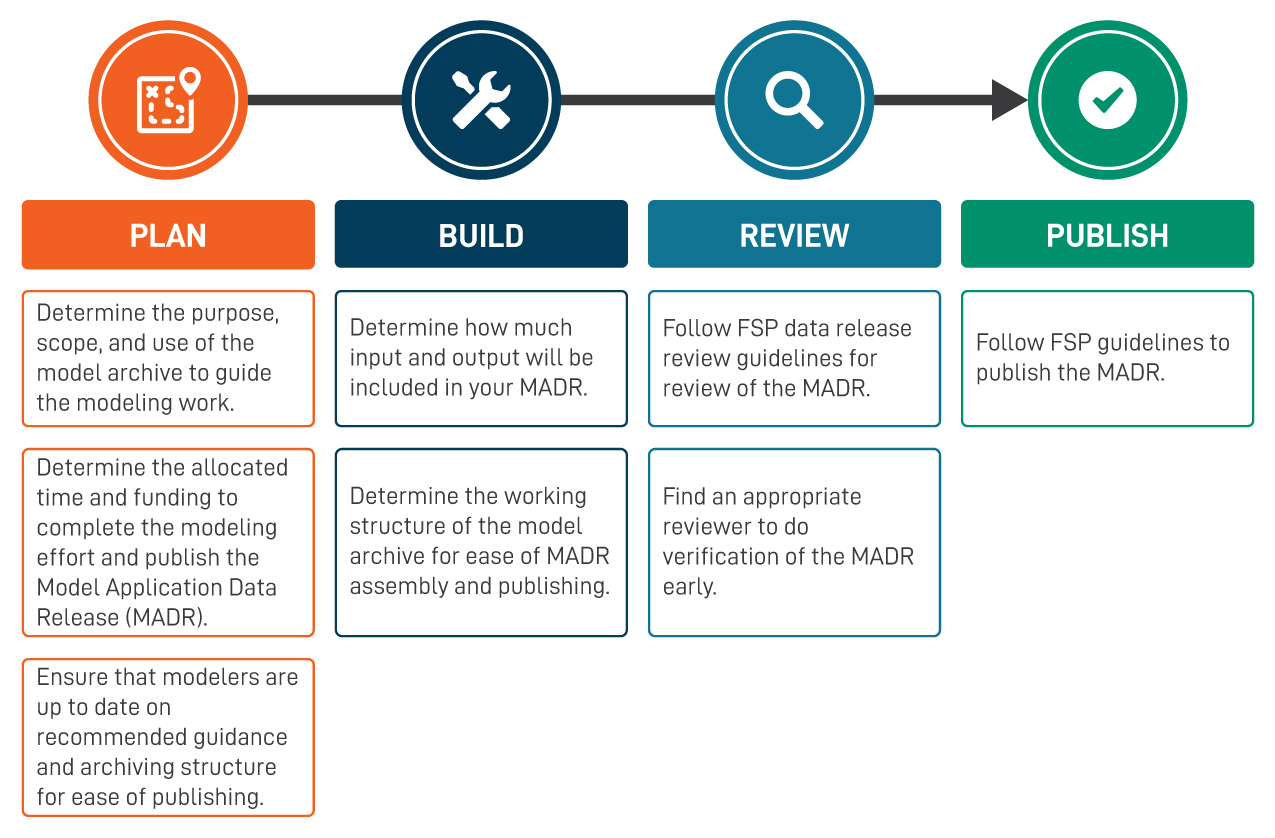 PLAN
BUILD
REVIEW
PUBLISH
Determine the purpose,
scope, and use of the
model archive to guide
the modeling work.
Determine how much
input and output will be
included in your MADR.
Follow FSP data release
review guidelines for
review of the MADR.
Follow FSP guidelines to
publish the MADR.
Determine the allocated
time and funding to
complete the modeling
effort and publish the
Model Application Data
Release (MADR).
Determine the working
structure of the model
archive for ease of MADR
assembly and publishing.
Find an appropriate
reviewer to do
verification of the MADR
early.
Ensure that modelers are
up to date on
recommended guidance
and archiving structure
for ease of publishing.